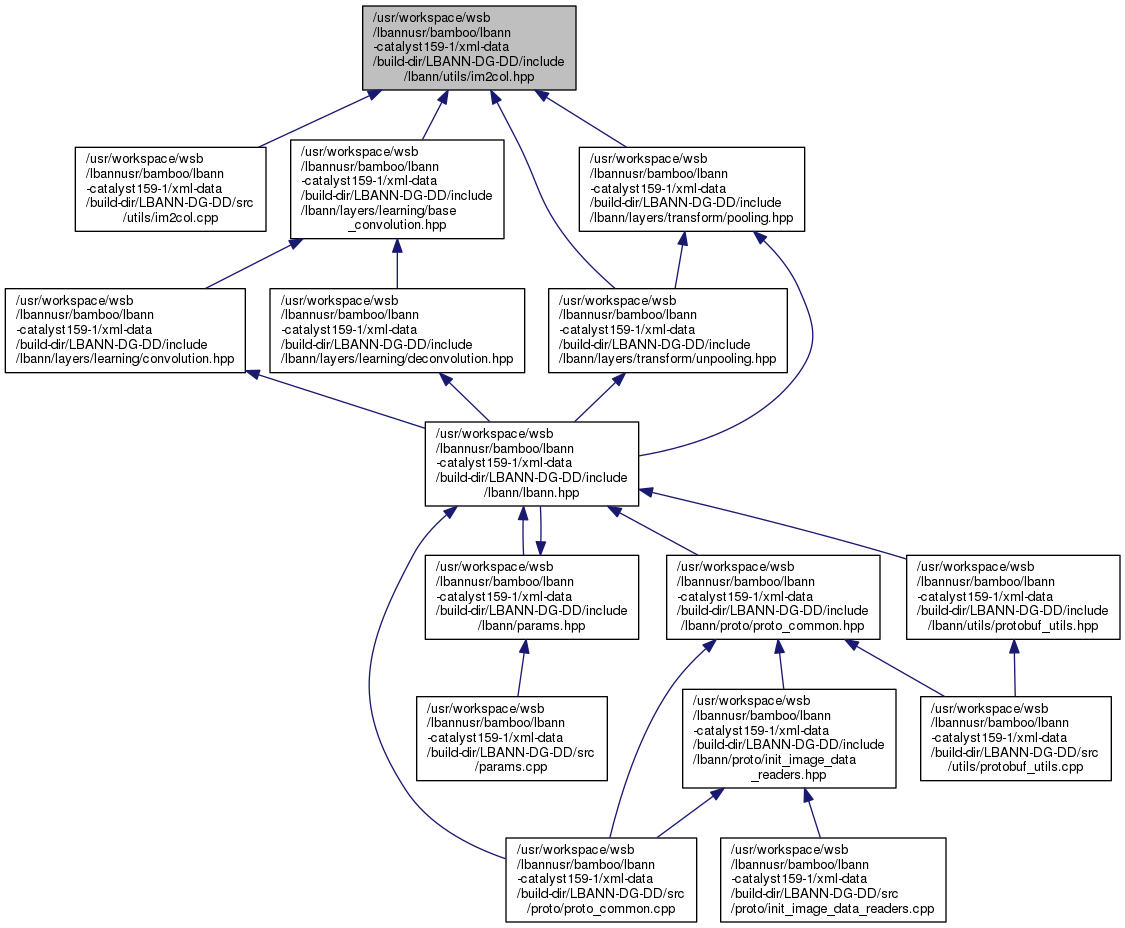 /usr/workspace/wsb
/lbannusr/bamboo/lbann
-catalyst159-1/xml-data
/build-dir/LBANN-DG-DD/include
/lbann/utils/im2col.hpp
/usr/workspace/wsb
/lbannusr/bamboo/lbann
-catalyst159-1/xml-data
/build-dir/LBANN-DG-DD/src
/utils/im2col.cpp
/usr/workspace/wsb
/lbannusr/bamboo/lbann
-catalyst159-1/xml-data
/build-dir/LBANN-DG-DD/include
/lbann/layers/learning/base
_convolution.hpp
/usr/workspace/wsb
/lbannusr/bamboo/lbann
-catalyst159-1/xml-data
/build-dir/LBANN-DG-DD/include
/lbann/layers/transform/pooling.hpp
/usr/workspace/wsb
/lbannusr/bamboo/lbann
-catalyst159-1/xml-data
/build-dir/LBANN-DG-DD/include
/lbann/layers/learning/convolution.hpp
/usr/workspace/wsb
/lbannusr/bamboo/lbann
-catalyst159-1/xml-data
/build-dir/LBANN-DG-DD/include
/lbann/layers/learning/deconvolution.hpp
/usr/workspace/wsb
/lbannusr/bamboo/lbann
-catalyst159-1/xml-data
/build-dir/LBANN-DG-DD/include
/lbann/layers/transform/unpooling.hpp
/usr/workspace/wsb
/lbannusr/bamboo/lbann
-catalyst159-1/xml-data
/build-dir/LBANN-DG-DD/include
/lbann/lbann.hpp
/usr/workspace/wsb
/lbannusr/bamboo/lbann
-catalyst159-1/xml-data
/build-dir/LBANN-DG-DD/include
/lbann/params.hpp
/usr/workspace/wsb
/lbannusr/bamboo/lbann
-catalyst159-1/xml-data
/build-dir/LBANN-DG-DD/include
/lbann/proto/proto_common.hpp
/usr/workspace/wsb
/lbannusr/bamboo/lbann
-catalyst159-1/xml-data
/build-dir/LBANN-DG-DD/include
/lbann/utils/protobuf_utils.hpp
/usr/workspace/wsb
/lbannusr/bamboo/lbann
-catalyst159-1/xml-data
/build-dir/LBANN-DG-DD/src
/params.cpp
/usr/workspace/wsb
/lbannusr/bamboo/lbann
-catalyst159-1/xml-data
/build-dir/LBANN-DG-DD/include
/lbann/proto/init_image_data
_readers.hpp
/usr/workspace/wsb
/lbannusr/bamboo/lbann
-catalyst159-1/xml-data
/build-dir/LBANN-DG-DD/src
/utils/protobuf_utils.cpp
/usr/workspace/wsb
/lbannusr/bamboo/lbann
-catalyst159-1/xml-data
/build-dir/LBANN-DG-DD/src
/proto/proto_common.cpp
/usr/workspace/wsb
/lbannusr/bamboo/lbann
-catalyst159-1/xml-data
/build-dir/LBANN-DG-DD/src
/proto/init_image_data_readers.cpp